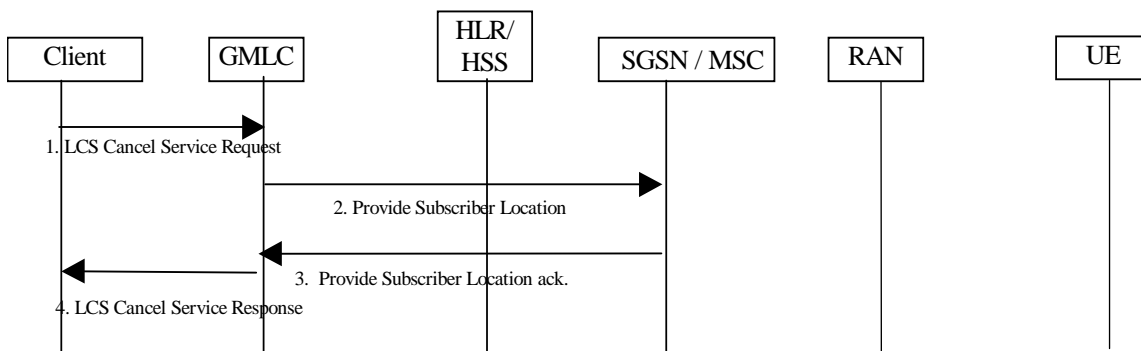 Client
GMLC
HLR/
HSS
SGSN / MSC
RAN
UE
1. LCS Cancel Service Request
2. Provide Subscriber Location
3. Provide Subscriber Location ack.
4. LCS Cancel Service Response